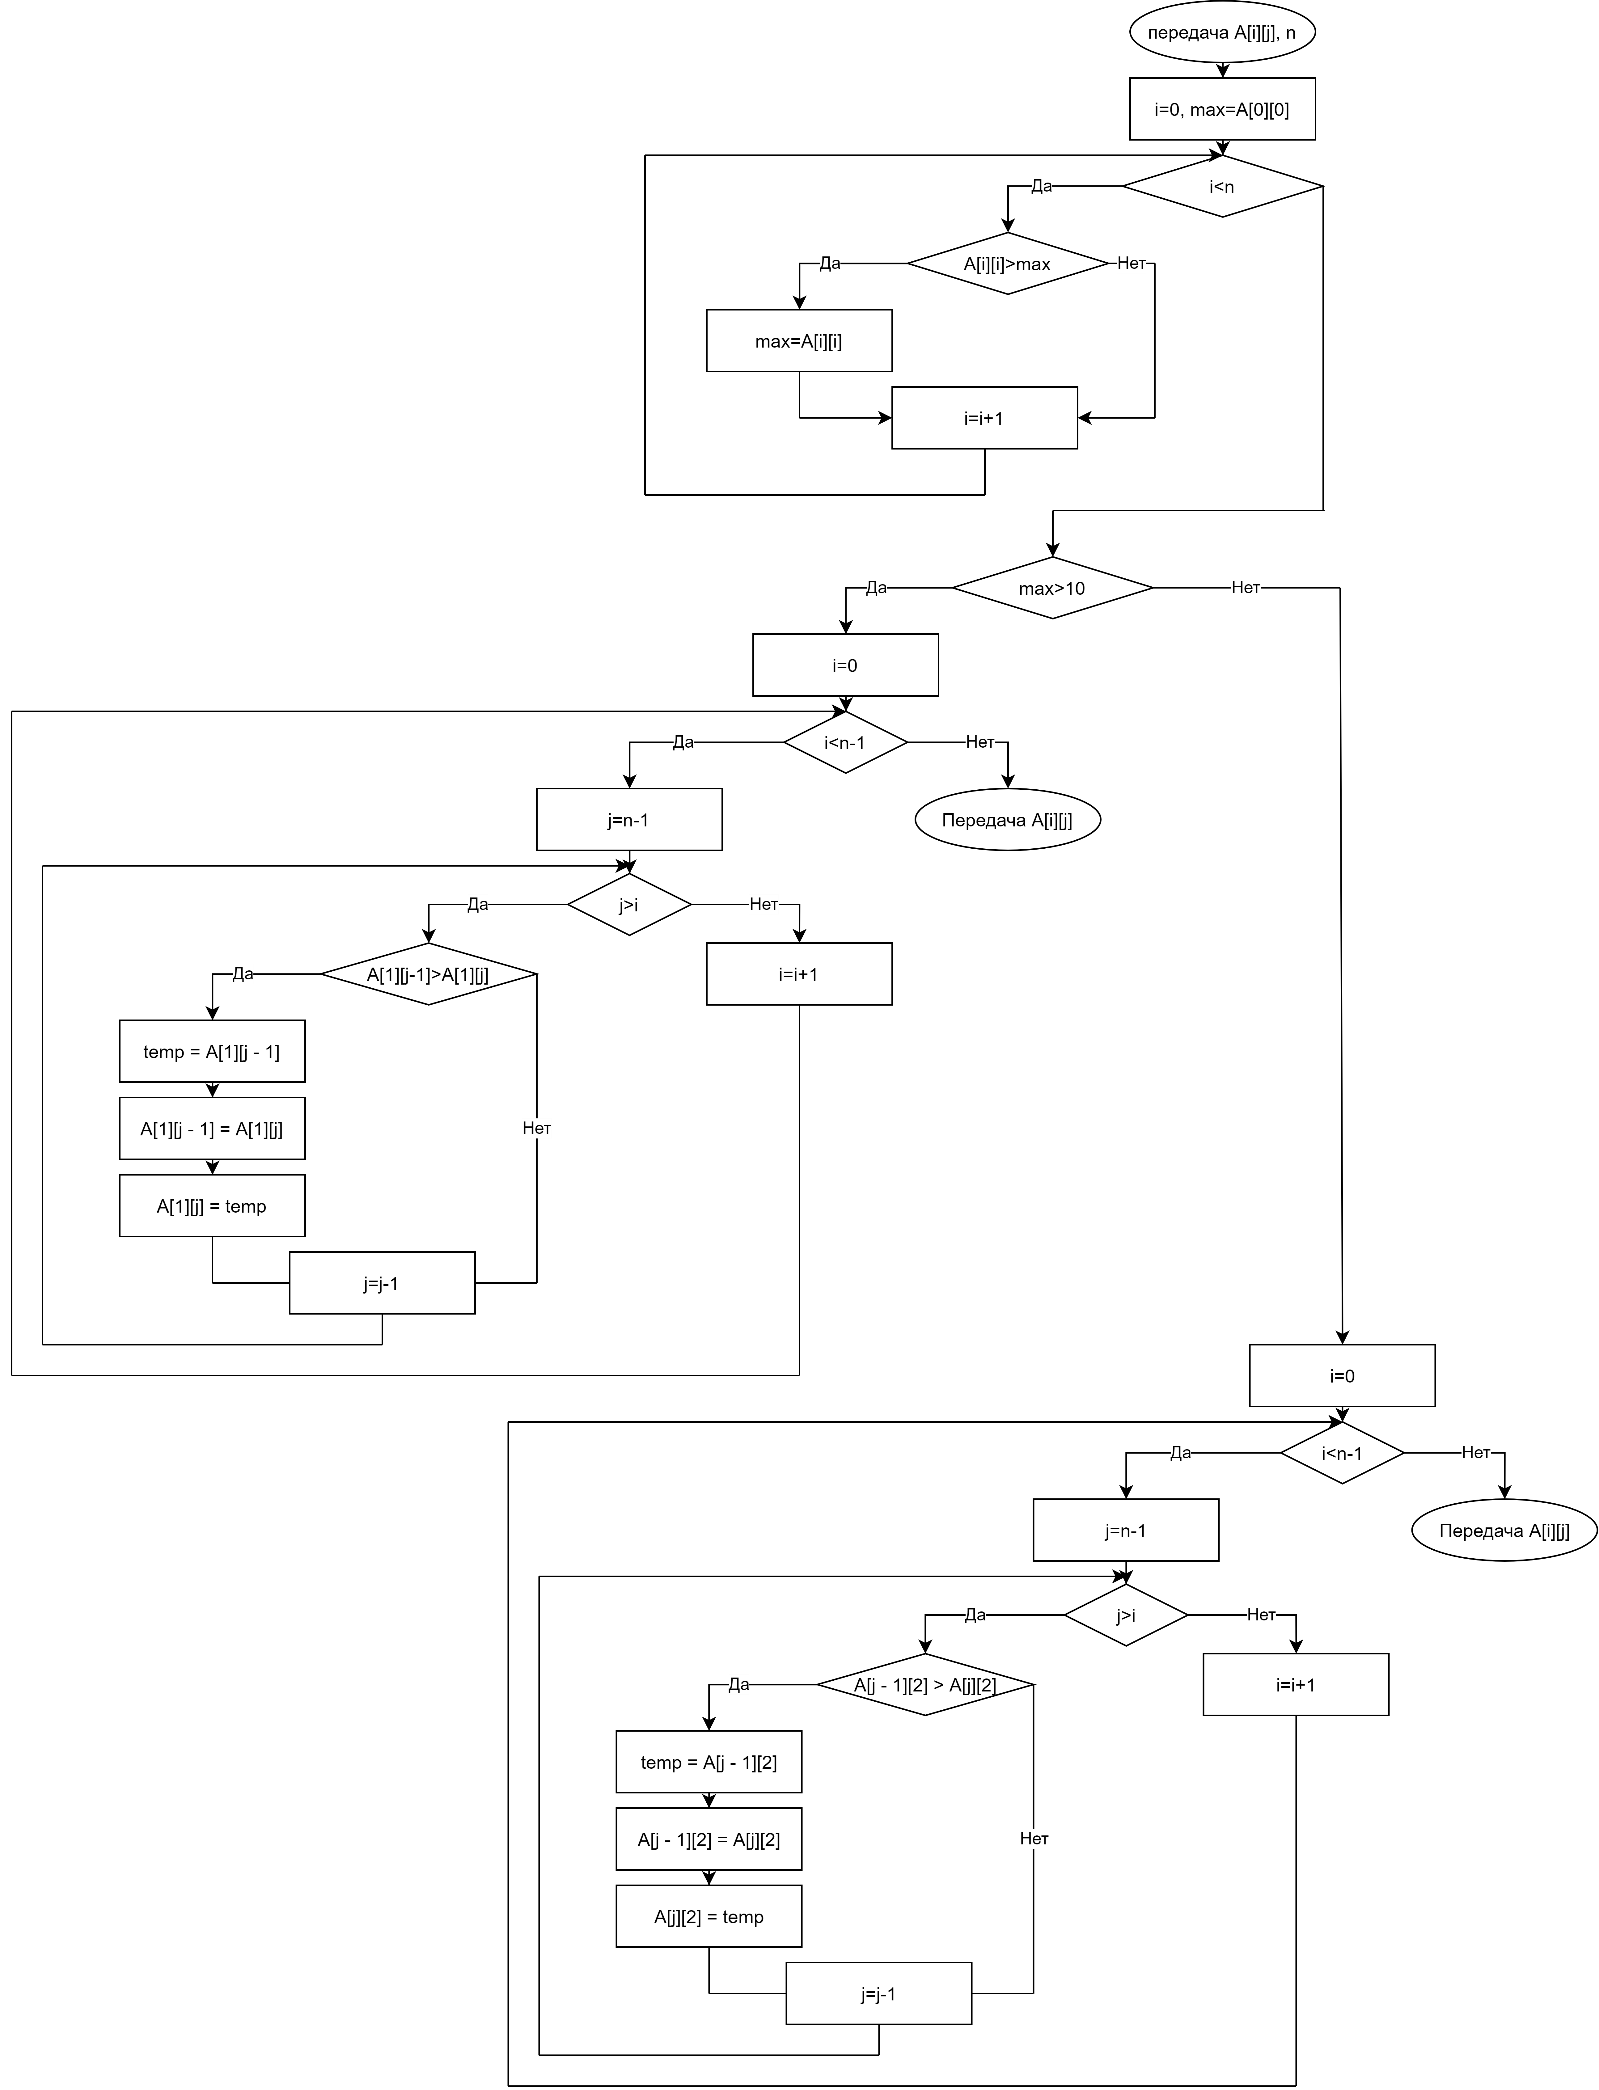 передача A[i][j], n
i=0, max=A[0][0]
i<n
Да
A[i][i]>max
Да
Нет
max=A[i][i]
i=i+1
max>10
Да
Нет
i=0
i<n-1
Да
Нет
j=n-1
Передача A[i][j]
j>i
Да
Нет
A[1][j-1]>A[1][j]
Да
i=i+1
temp = A[1][j - 1]
A[1][j - 1] = A[1][j]
Нет
A[1][j] = temp
j=j-1
i=0
i<n-1
Да
Нет
j=n-1
Передача A[i][j]
j>i
Да
Нет
A[j - 1][2] > A[j][2]
Да
i=i+1
temp = A[j - 1][2]
A[j - 1][2] = A[j][2]
Нет
A[j][2] = temp
j=j-1